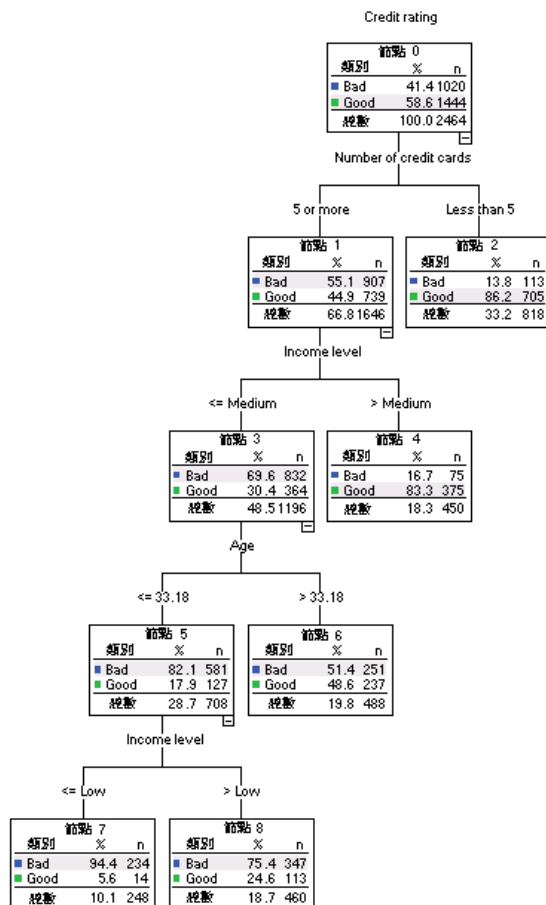 Credit rating
節點 0
類別 % n
Bad 41.4 1020
Good 58.6 1444
總數 100.0 2464
Number of credit cards
5 or more
Less than 5
節點 1
類別 % n
Bad 55.1 907
Good 44.9 739
總數 66.8 1646
節點 2
類別 % n
Bad 13.8 113
Good 86.2 705
總數 33.2 818
Income level
<= Medium
> Medium
節點 3
類別 % n
Bad 69.6 832
Good 30.4 364
總數 48.5 1196
節點 4
類別 % n
Bad 16.7 75
Good 83.3 375
總數 18.3 450
Age
<= 33.18
> 33.18
節點 5
類別 % n
Bad 82.1 581
Good 17.9 127
總數 28.7 708
節點 6
類別 % n
Bad 51.4 251
Good 48.6 237
總數 19.8 488
Income level
<= Low
> Low
節點 7
類別 % n
Bad 94.4 234
Good 5.6 14
總數 10.1 248
節點 8
類別 % n
Bad 75.4 347
Good 24.6 113
總數 18.7 460